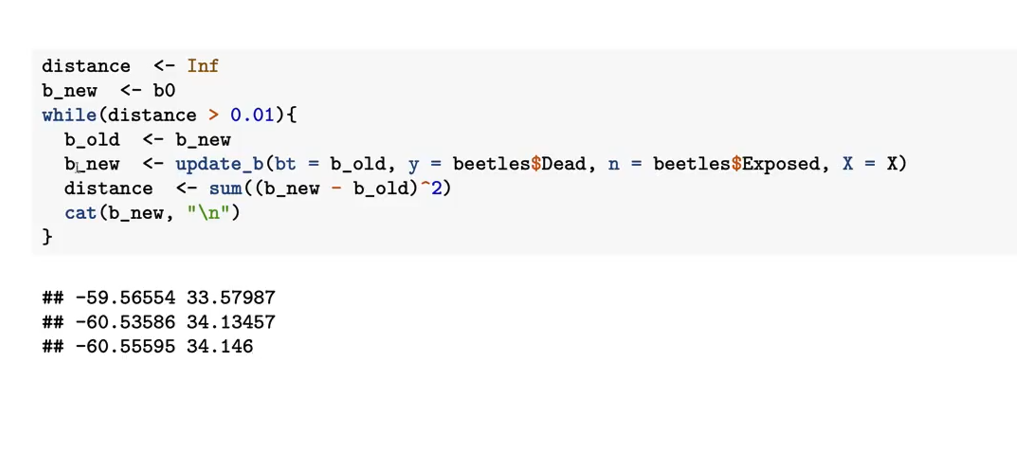 distance  <- Inf
b_new  <- b0
while(distance > 0.01){
  b_old  <- b_new
  b_new  <- update_b(bt = b_old, y = beetles$Dead, n = beetles$Exposed, X = X)
  distance  <- sum((b_new - b_old)^2)
  cat(b_new, "\n")
}
## -59.56554 33.57987
## -60.53586 34.13457
## -60.55595 34.146